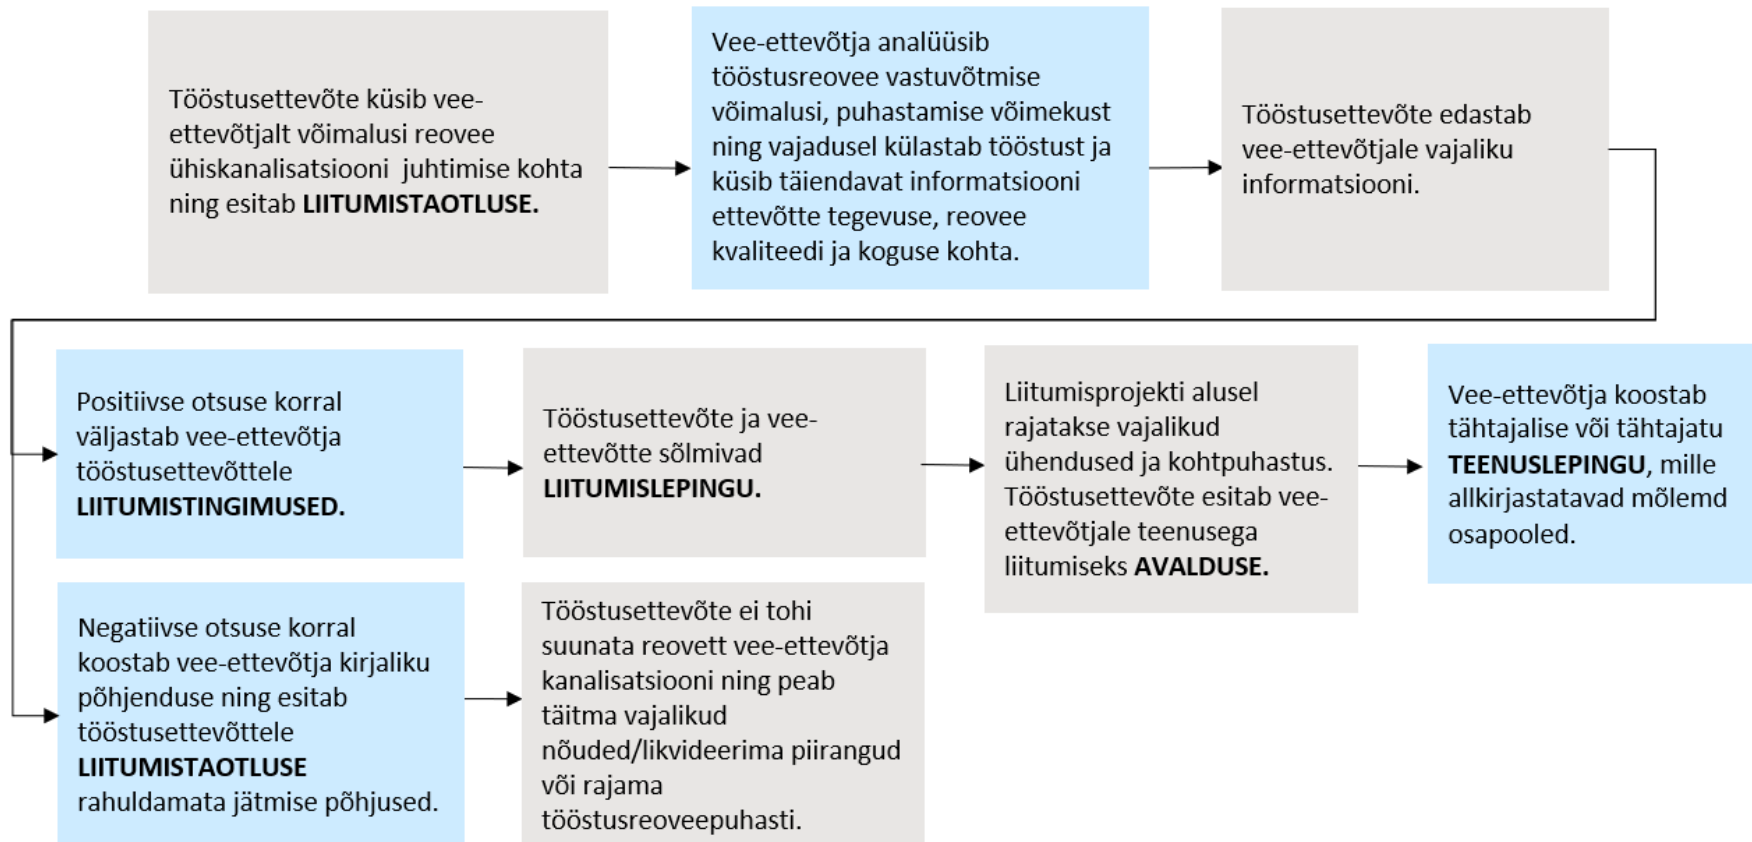 Tööstusettevõte küsib vee-
ettevõtjalt võimalusi reovee
ühiskanalisatsiooni juhtimise kohta
ning esitab LIITUMISTAOTLUSE.
Vee-ettevõtja analüüsib
tööstusreovee vastuvõtmise
võimalusi, puhastamise võimekust
ning vajadusel külastab tööstust ja
küsib täiendavat informatsiooni
ettevõtte tegevuse, reovee
kvaliteedi ja koguse kohta.
Tööstusettevõte edastab
vee-ettevõtjale vajaliku
informatsiooni.
Positiivse otsuse korral
väljastab vee-ettevõtja
tööstusettevõttele
LIITUMISTINGIMUSED.
Tööstusettevõte ja vee-
ettevõtte sõlmivad
LIITUMISLEPINGU.
Liitumisprojekti alusel
rajatakse vajalikud
ühendused ja kohtpuhastus.
Tööstusettevõte esitab vee-
ettevõtjale teenusega
liitumiseks AVALDUSE.
Vee-ettevõtja koostab
tähtajalise või tähtajatu
TEENUSLEPINGU, mille
allkirjastatavad mõlemd
osapooled.
Negatiivse otsuse korral
koostab vee-ettevõtja kirjaliku
põhjenduse ning esitab
tööstusettevõttele
LIITUMISTAOTLUSE
rahuldamata jätmise põhjused.
Tööstusettevõte ei tohi
suunata reovett vee-ettevõtja
kanalisatsiooni ning peab
täitma vajalikud
nõuded/likvideerima piirangud
või rajama
tööstusreoveepuhasti.